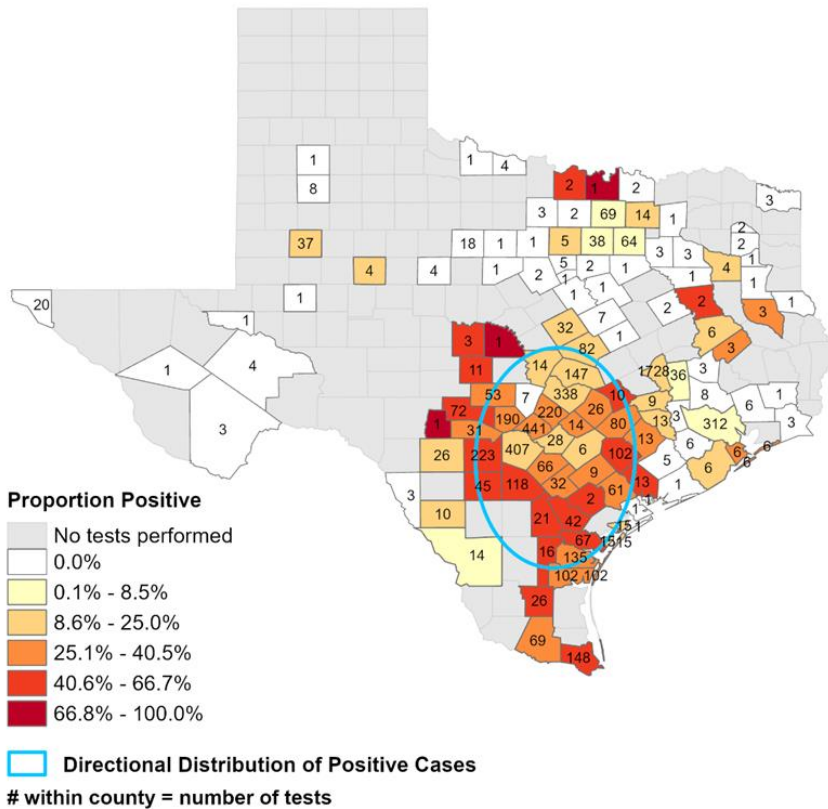 1 4
1
8
2 1 2
3
3 2 69 14 1
2
37 18 1 1 5 38 64 3 3 2
1
4 4 1 2 5 2 1 1 4 1
1
20 1 1 1 2 2 3 1
1 32 7 1 6
3 1 82 3
1 4 11 14 147 1728 36 3
53 7 338 10 9 8 1
72 190 220 26 6
3 1 31 441 14 80 13 3 312 3
26 223 407 28 6 102 13 6 6 6
66 9 5 6 6
3 45 118 32 61 13 1
10 2 1
21 42 1
14 16 67 15 1
135 1515
102 102
26
69
148
Proportion Positive
No tests performed
0.0%
0.1% - 8.5%
8.6% - 25.0%
25.1% - 40.5%
40.6% - 66.7%
66.8% - 100.0%
Directional Distribution of Positive Cases
# within county = number of tests